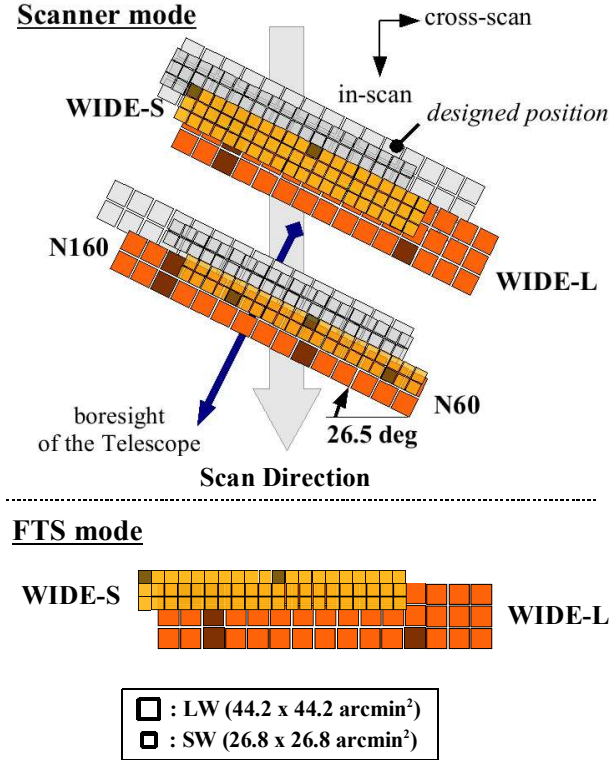 Scanner mode
cross-scan
in-scan
WIDE-S
designed position
N160
WIDE-L
N60
26.5 deg
boresight
of the Telescope
Scan Direction
FTS mode
WIDE-S
WIDE-L
: LW (44.2 x 44.2 arcmin²)
: SW (26.8 x 26.8 arcmin²)